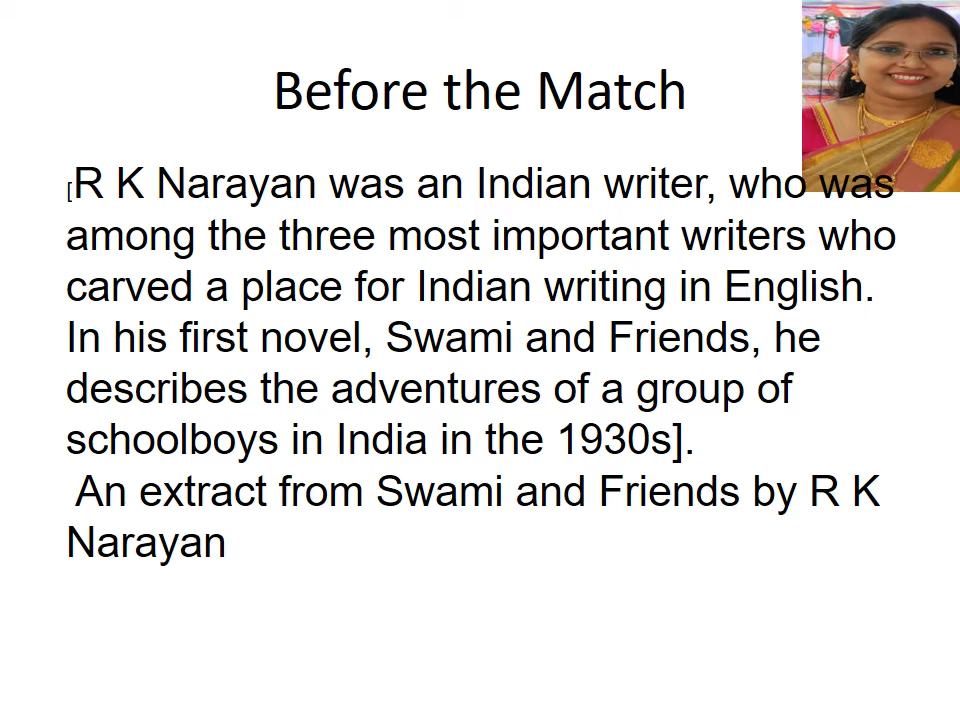 Before the Match
[R K Narayan was an Indian writer, who was
among the three most important writers who
carved a place for Indian writing in English.
In his first novel, Swami and Friends, he
describes the adventures of a group of
schoolboys in India in the 1930s].
An extract from Swami and Friends by R K
Narayan